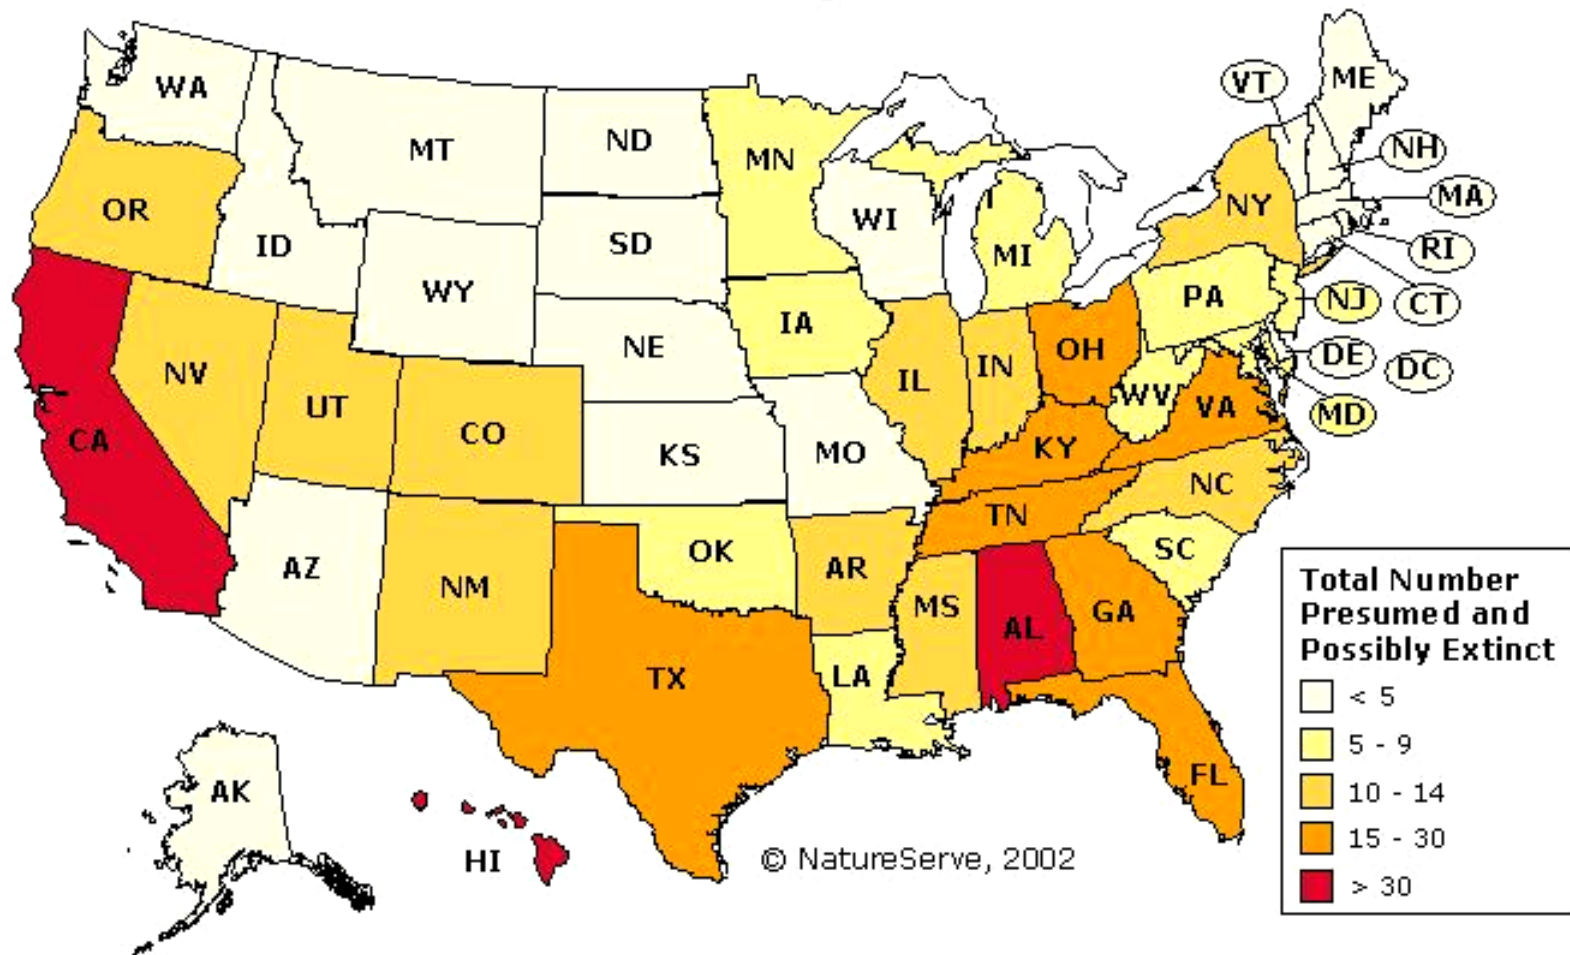 WA
MT
ND
MN
VT
ME
NH
MA
OR
ID
SD
WI
MI
NY
RI
WY
NE
IA
PA
NJ
CT
NV
UT
CO
KS
MO
IL
IN
OH
WV
VA
DE
DC
MD
CA
KY
NC
AZ
NM
OK
AR
TN
SC
MS
AL
GA
TX
LA
FL
AK
HI
© NatureServe, 2002
Total Number
Presumed and
Possibly Extinct
< 5
5 - 9
10 - 14
15 - 30
> 30